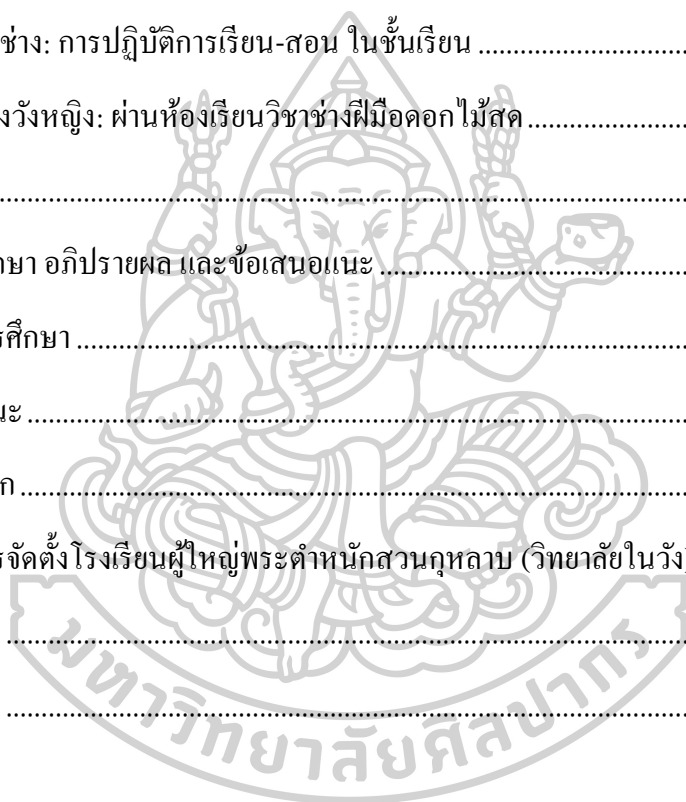 ช่าง: การปฏิบัติการเรียน-สอน ในชั้นเรียน ........................................
งวังหญิง: ผ่านห้องเรียนวิชาช่างฝีมือดอกไม้สด ........................................
........................................
าษา อภิปรายผล และข้อเสนอแนะ ........................................
รศึกษา ........................................
นะ ........................................
ก ........................................
รจัดตั้งโรงเรียนผู้ใหญ่พระตำหนักสวนกุหลาบ (วิทยาลัยในวัง)
........................................
........................................
มหาวิทยาลัยศิลปากร